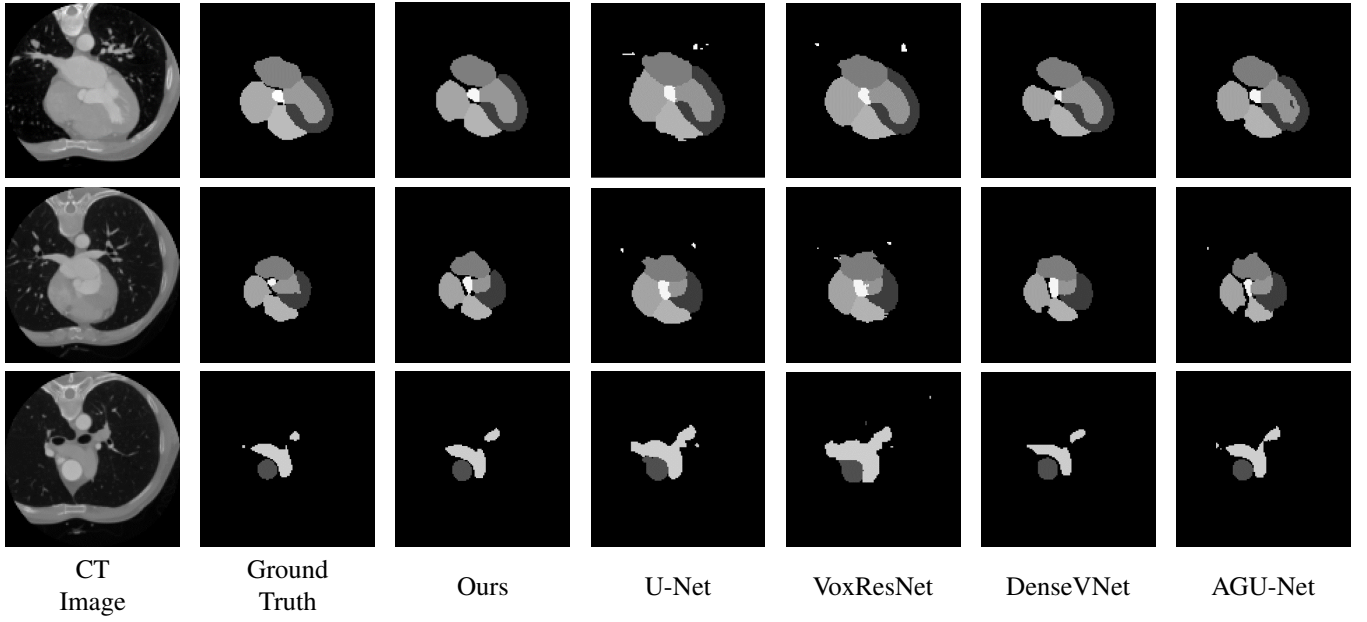 CT
Image
Ground
Truth
Ours
U-Net
VoxResNet
DenseVNet
AGU-Net